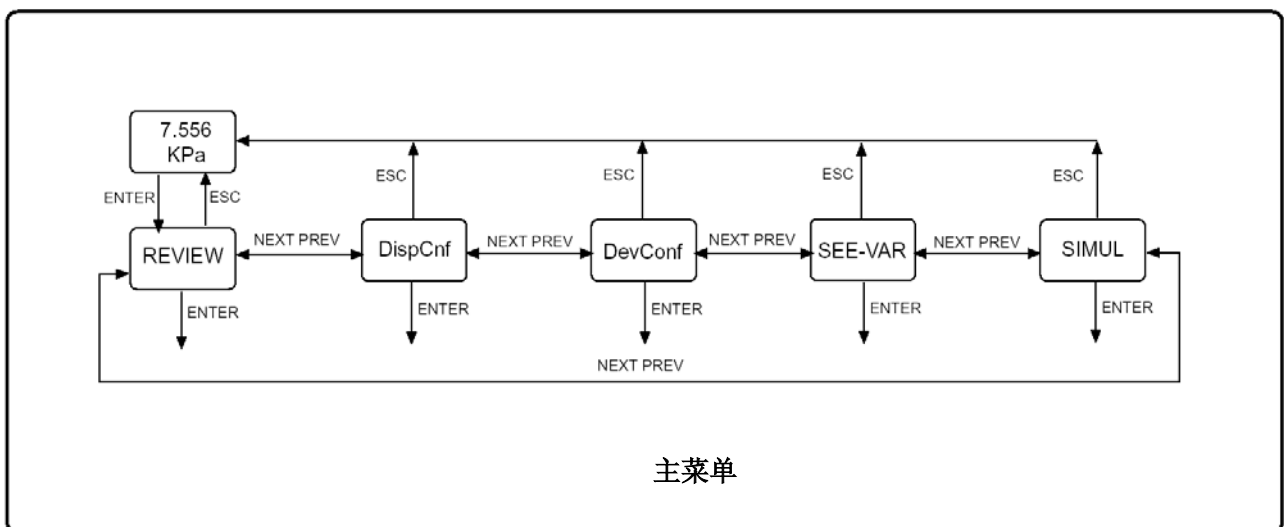 7.556
KPa
ESC
ESC
ESC
ESC
ENTER
ESC
REVIEW
NEXT PREV
DispCnf
NEXT PREV
DevConf
NEXT PREV
SEE-VAR
NEXT PREV
SIMUL
ENTER
ENTER
ENTER
ENTER
ENTER
NEXT PREV
主菜单